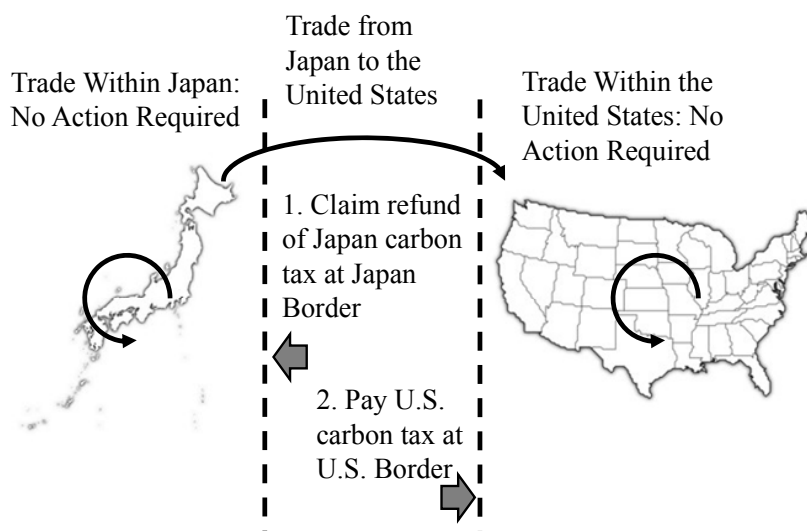 Trade Within Japan:
No Action Required
Trade from
Japan to the
United States
Trade Within the
United States: No
Action Required
1. Claim refund
of Japan carbon
tax at Japan
Border
2. Pay U.S.
carbon tax at
U.S. Border